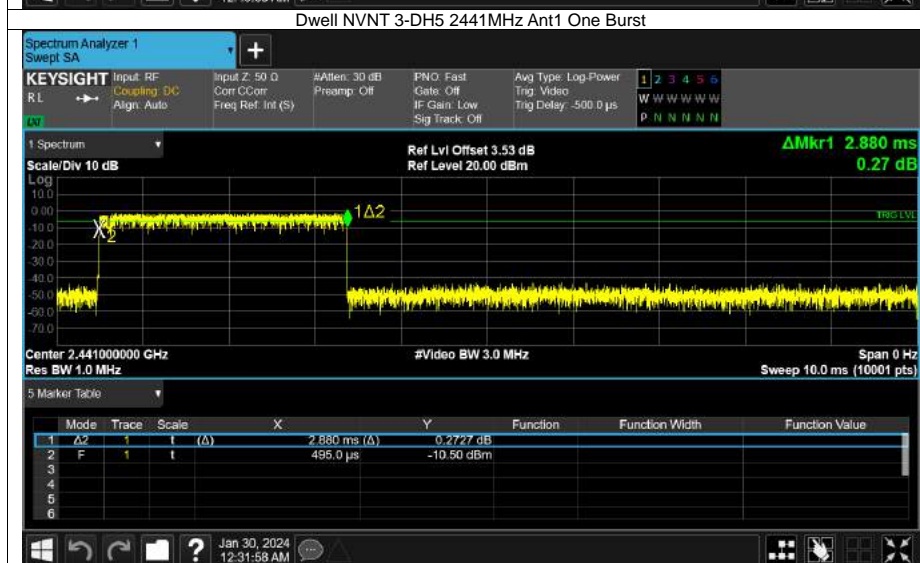 Dwell NVNT 3-DH5 2441MHz Ant1 One Burst
Spectrum Analyzer 1
Swept SA
+
KEYSIGHT Input: RF Input Z: 50 Ω #Atten: 30 dB PNO: Fast Avg Type: Log-Power 1 2 3 4 5 6
RL Coupling: DC Corr CCorr Preamp: Off Gate: Off Trig: Video W W W W W W
Align: Auto Freq Ref: Int (S) IF Gain: Low Trig Delay: -500.0 µs
LXI Sig Track: Off P N N N N N
1 Spectrum Ref Lvl Offset 3.53 dB ΔMkr1 2.880 ms
Scale/Div 10 dB Ref Level 20.00 dBm 0.27 dB
Log
10.0
0.00 1Δ2 TRIG LVL
-10.0 X2
-20.0
-30.0
-40.0
-50.0
-60.0
-70.0
Center 2.441000000 GHz #Video BW 3.0 MHz Span 0 Hz
Res BW 1.0 MHz Sweep 10.0 ms (10001 pts)
5 Marker Table
Mode Trace Scale X Y Function Function Width Function Value
1 Δ2 1 t (Δ) 2.880 ms (Δ) 0.2727 dB
2 F 1 t 495.0 µs -10.50 dBm
3
4
5
6
? Jan 30, 2024
12:31:58 AM